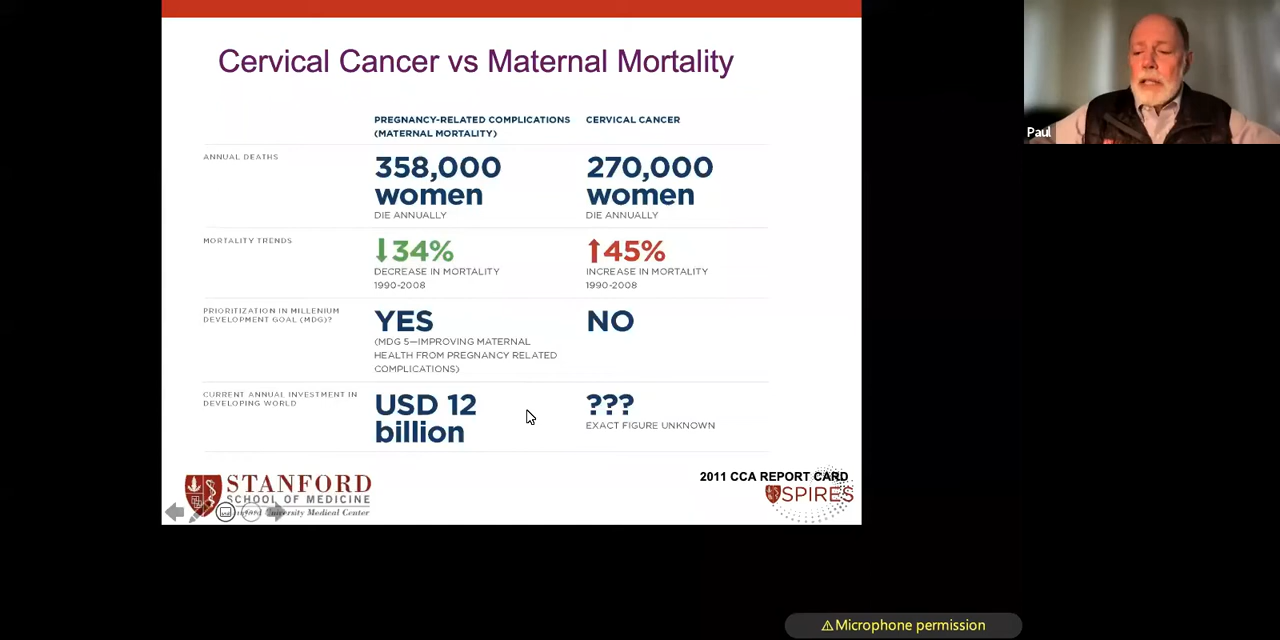 Cervical Cancer vs Maternal Mortality
PREGNANCY-RELATED COMPLICATIONS
(MATERNAL MORTALITY)
CERVICAL CANCER
ANNUAL DEATHS
358,000
women
DIE ANNUALLY
270,000
women
DIE ANNUALLY
MORTALITY TRENDS
↓34%
DECREASE IN MORTALITY
1990-2008
↑45%
INCREASE IN MORTALITY
1990-2008
PRIORITIZATION IN MILLENIUM
DEVELOPMENT GOAL (MDG)?
YES
(MDG 5—IMPROVING MATERNAL
HEALTH FROM PREGNANCY RELATED
COMPLICATIONS)
NO
CURRENT ANNUAL INVESTMENT IN
DEVELOPING WORLD
USD 12
billion
???
EXACT FIGURE UNKNOWN
STANFORD
SCHOOL OF MEDICINE
University Medical Center
2011 CCA REPORT CARD
SPIRES
Paul
⚠Microphone permission